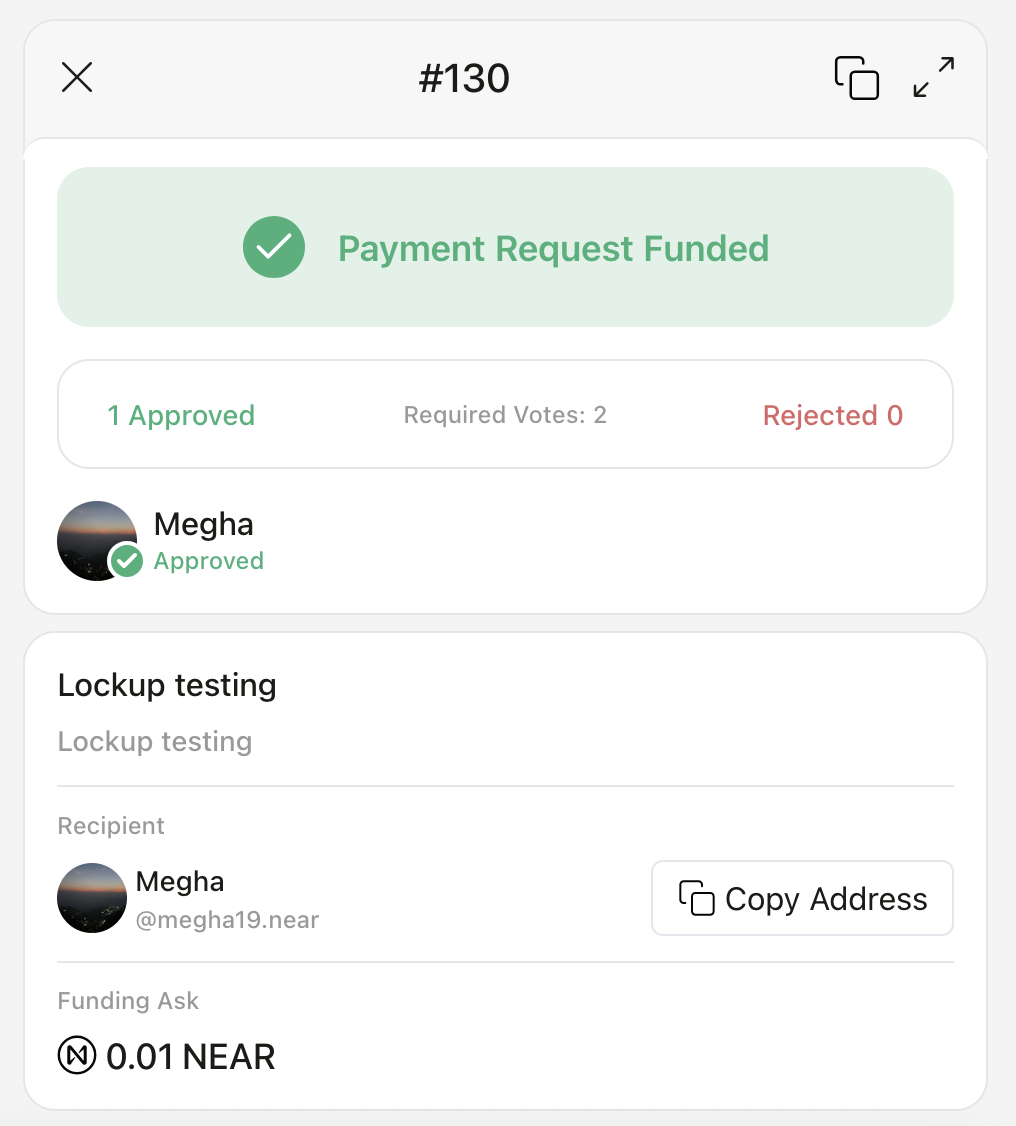 #130
Payment Request Funded
1 Approved
Required Votes: 2
Rejected 0
Megha
Approved
Lockup testing
Lockup testing
Recipient
Megha
@megha19.near
Copy Address
Funding Ask
0.01 NEAR